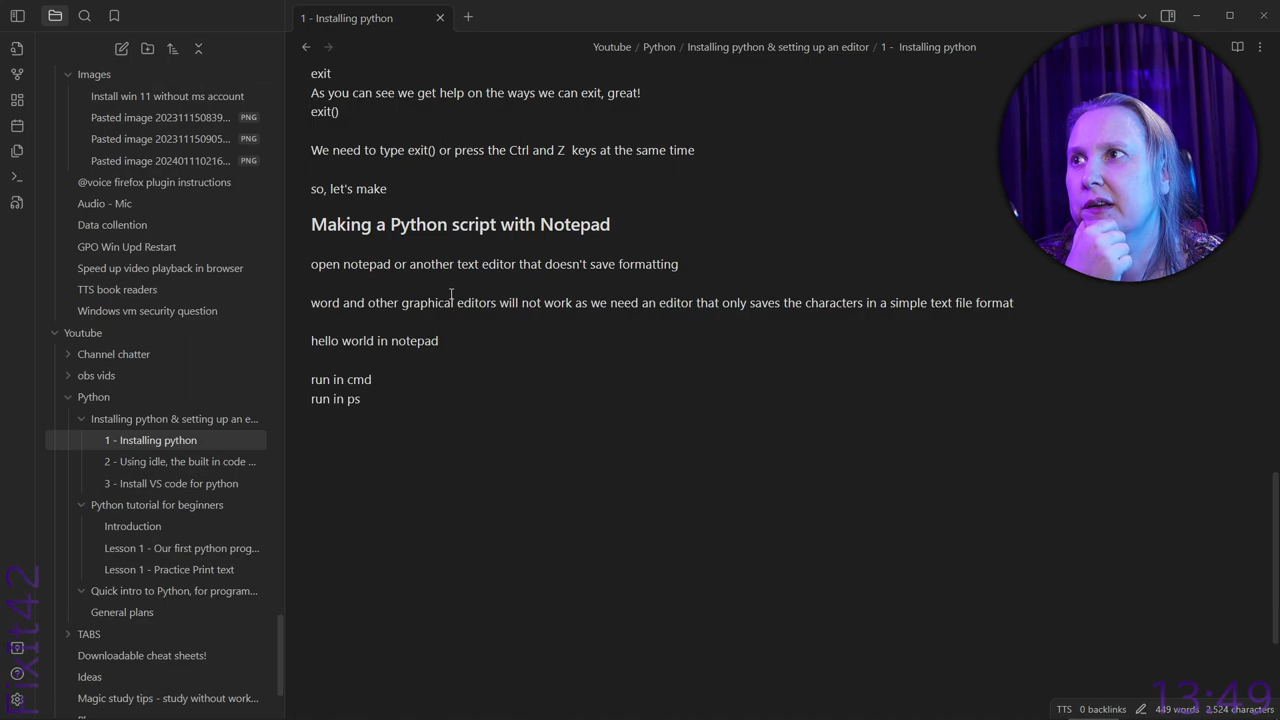 1 - Installing python
Youtube / Python / Installing python & setting up an editor / 1 - Installing python
Images
Install win 11 without ms account
Pasted image 202311150839... PNG
Pasted image 202311150905... PNG
Pasted image 202401110216... PNG
@voice firefox plugin instructions
Audio - Mic
Data collection
GPO Win Upd Restart
Speed up video playback in browser
TTS book readers
Windows vm security question
Youtube
Channel chatter
obs vids
Python
Installing python & setting up an e...
1 - Installing python
2 - Using idle, the built in code ...
3 - Install VS code for python
Python tutorial for beginners
Introduction
Lesson 1 - Our first python prog...
Lesson 1 - Practice Print text
Quick intro to Python, for program...
General plans
TABS
Downloadable cheat sheets!
Ideas
Magic study tips - study without work...
exit
As you can see we get help on the ways we can exit, great!
exit()
We need to type exit() or press the Ctrl and Z keys at the same time
so, let's make
Making a Python script with Notepad
open notepad or another text editor that doesn't save formatting
word and other graphical editors will not work as we need an editor that only saves the characters in a simple text file format
hello world in notepad
run in cmd
run in ps
Fixit42
13:49
TTS 0 backlinks 449 words 2,524 characters